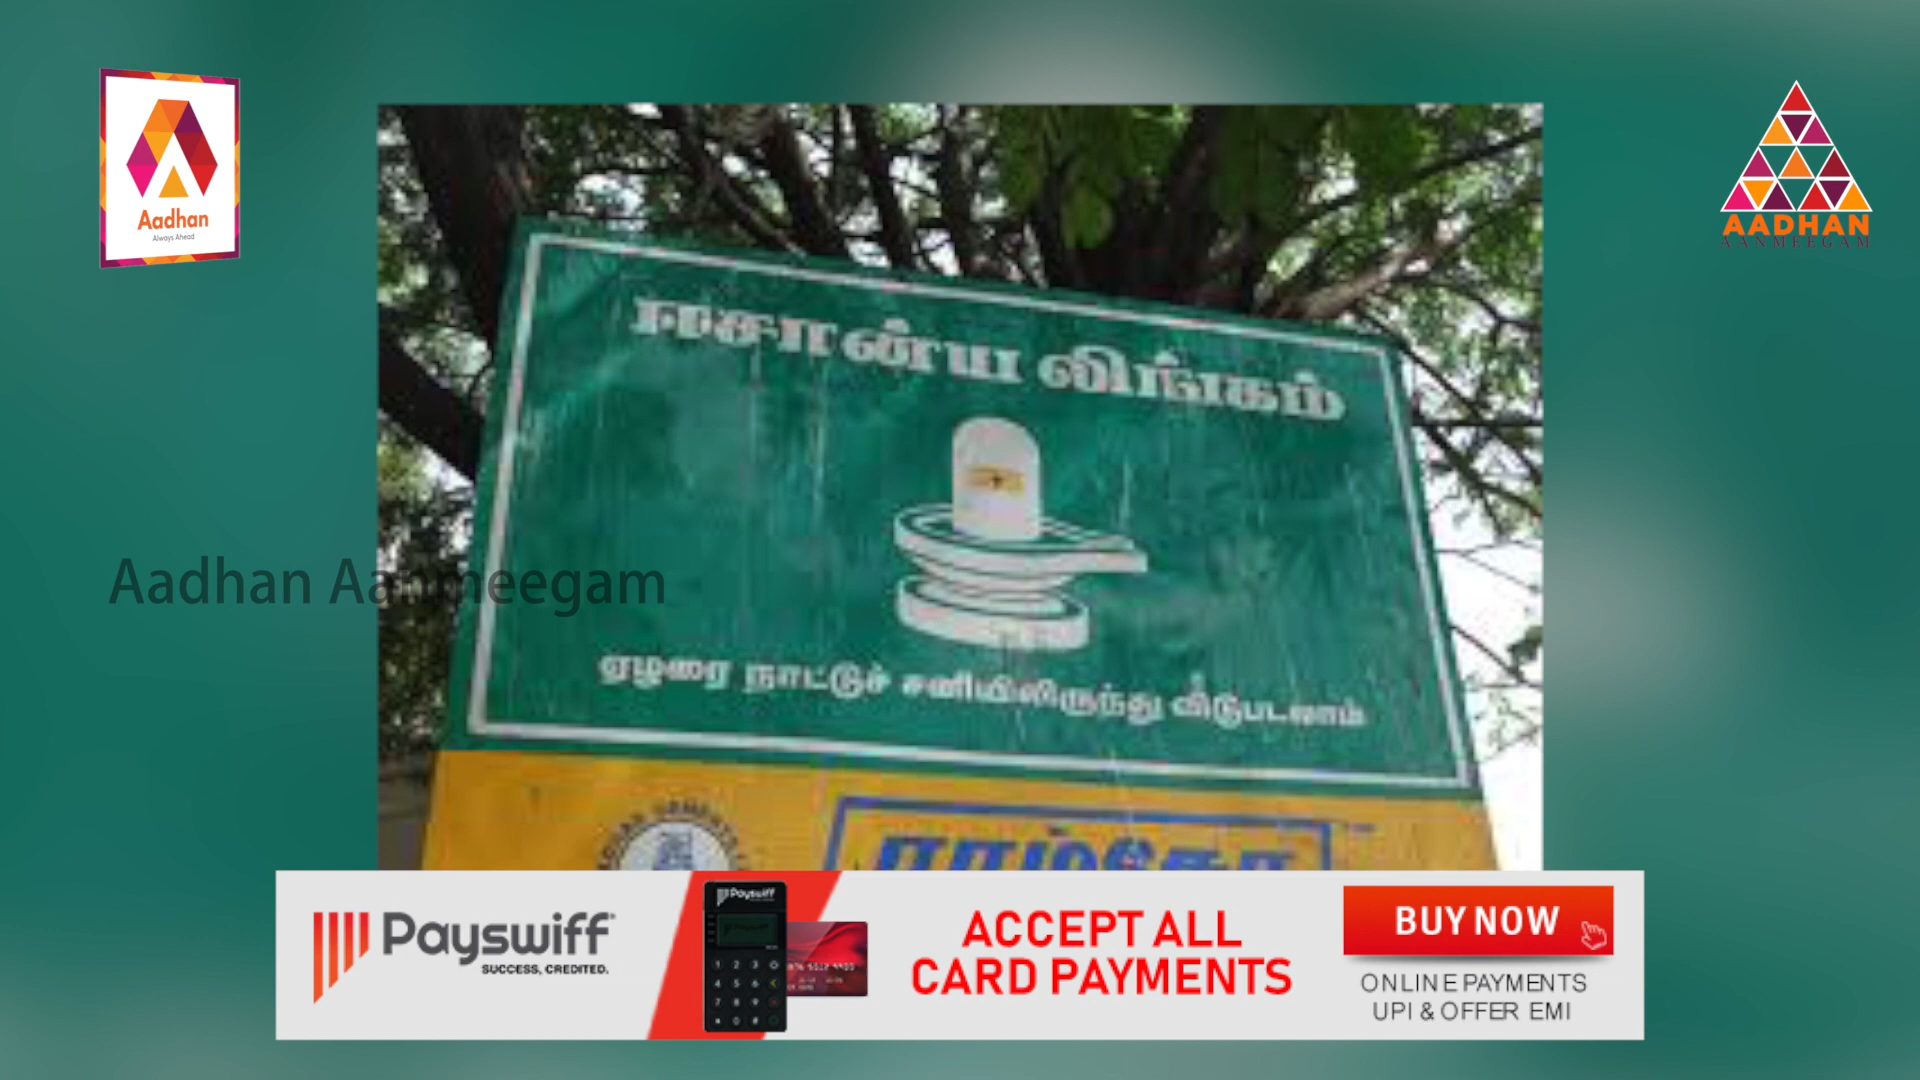 Aadhan
Always Ahead
AADHAN
AANMEEGAM
ஈசான்ய லிங்கம்
Aadhan Aanmeegam
ஏழரை நாட்டுச் சனியிலிருந்து விடுபடலாம்
ராம்கோ
Payswiff
SUCCESS, CREDITED.
Payswiff
ACCEPT ALL
CARD PAYMENTS
BUY NOW
ONLINE PAYMENTS
UPI & OFFER EMI